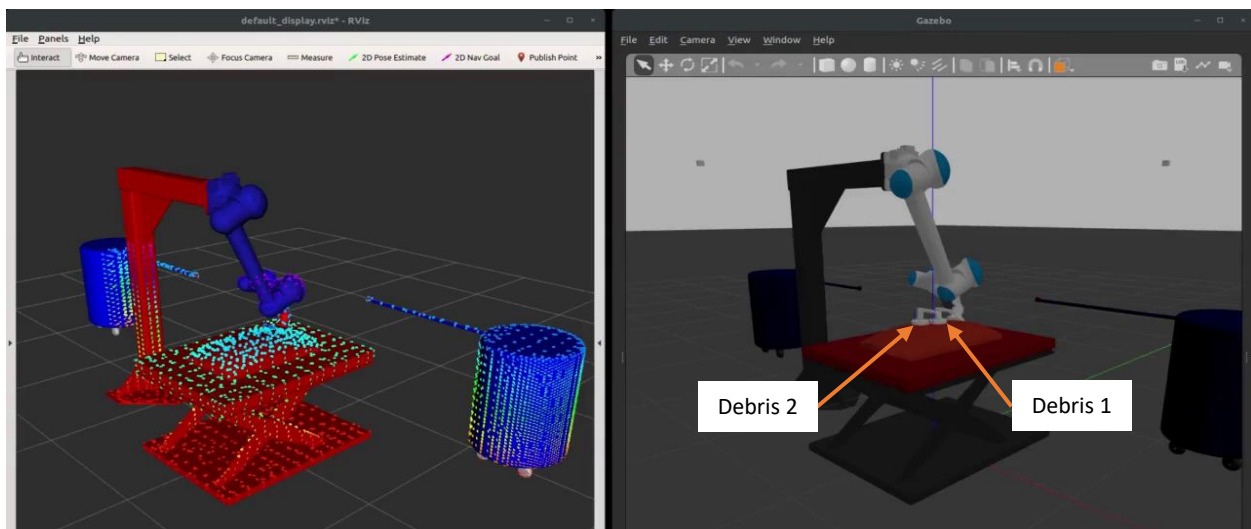 default_display.rviz* - RViz
File Panels Help
Interact Move Camera Select Focus Camera Measure 2D Pose Estimate 2D Nav Goal Publish Point »
Gazebo
File Edit Camera View Window Help
Debris 2
Debris 1